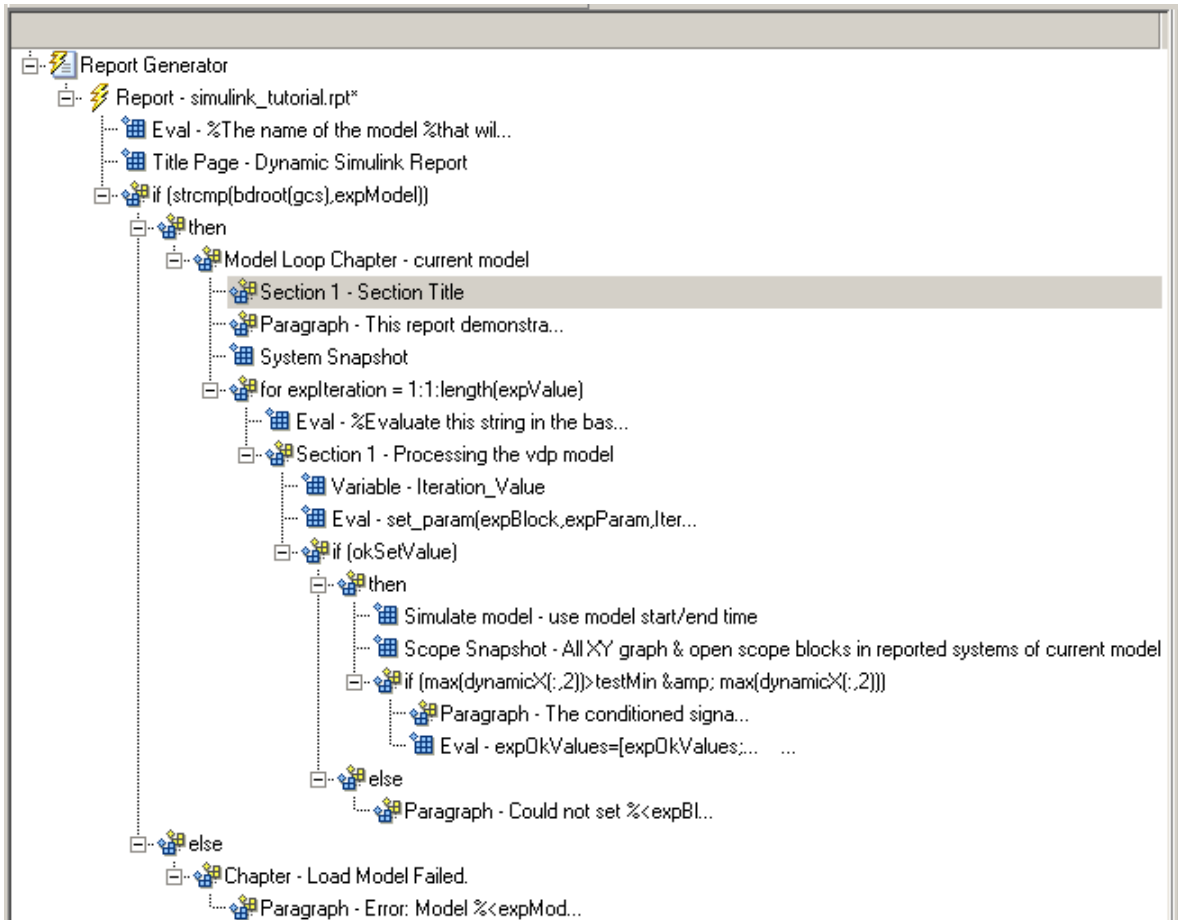 Report Generator
Report - simulink_tutorial.rpt*
Eval - %The name of the model %that wil...
Title Page - Dynamic Simulink Report
if (strcmp(bdroot(gcs),expModel))
then
Model Loop Chapter - current model
Section 1 - Section Title
Paragraph - This report demonstra...
System Snapshot
for expIteration = 1:1:length(expValue)
Eval - %Evaluate this string in the bas...
Section 1 - Processing the vdp model
Variable - Iteration_Value
Eval - set_param(expBlock,expParam,Iter...
if (okSetValue)
then
Simulate model - use model start/end time
Scope Snapshot - All XY graph & open scope blocks in reported systems of current model
if (max(dynamicX(:,2))>testMin &amp; max(dynamicX(:,2)))
Paragraph - The conditioned signa...
Eval - expOkValues=[expOkValues;... ...
else
Paragraph - Could not set %<expBl...
else
Chapter - Load Model Failed.
Paragraph - Error: Model %<expMod...